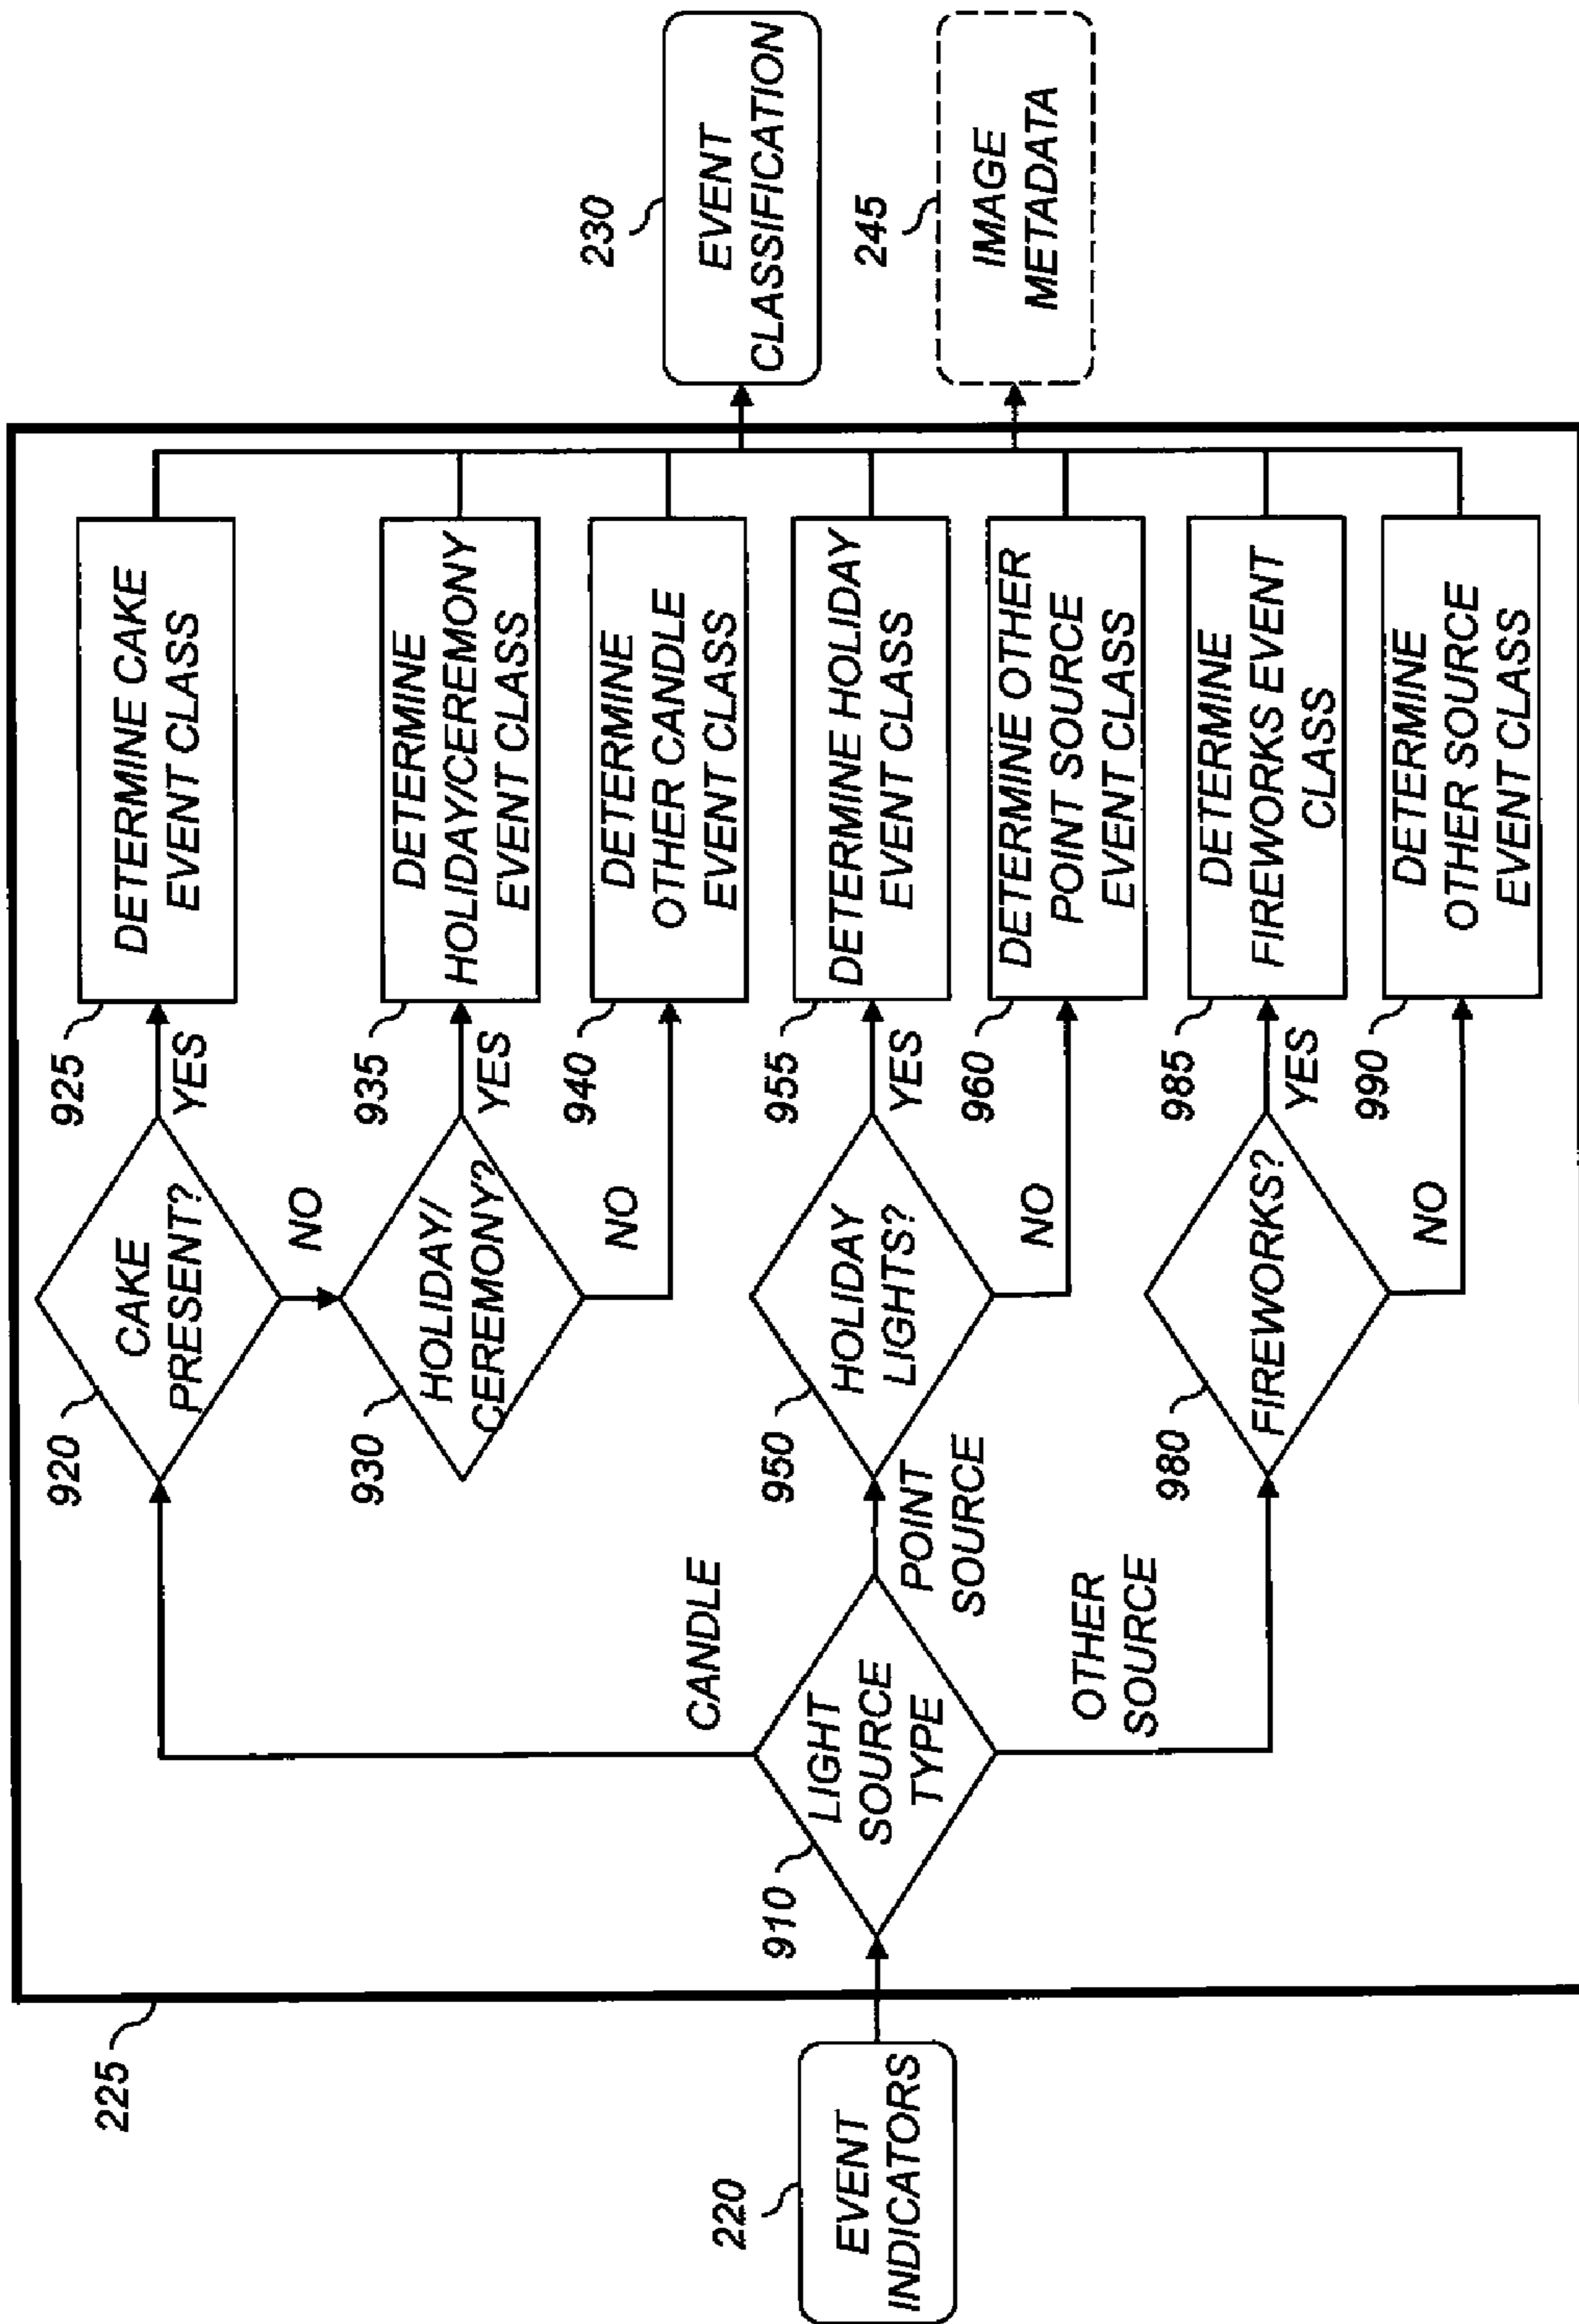 225
220
EVENT
INDICATORS
910
LIGHT
SOURCE
TYPE
CANDLE
POINT
SOURCE
OTHER
SOURCE
920
CAKE
PRESENT?
YES
NO
925
DETERMINE CAKE
EVENT CLASS
930
HOLIDAY/
CEREMONY?
YES
NO
935
DETERMINE
HOLIDAY/CEREMONY
EVENT CLASS
940
DETERMINE
OTHER CANDLE
EVENT CLASS
950
HOLIDAY
LIGHTS?
YES
NO
955
DETERMINE HOLIDAY
EVENT CLASS
960
DETERMINE OTHER
POINT SOURCE
EVENT CLASS
980
FIREWORKS?
YES
NO
985
DETERMINE
FIREWORKS EVENT
CLASS
990
DETERMINE
OTHER SOURCE
EVENT CLASS
230
EVENT
CLASSIFICATION
245
IMAGE
METADATA